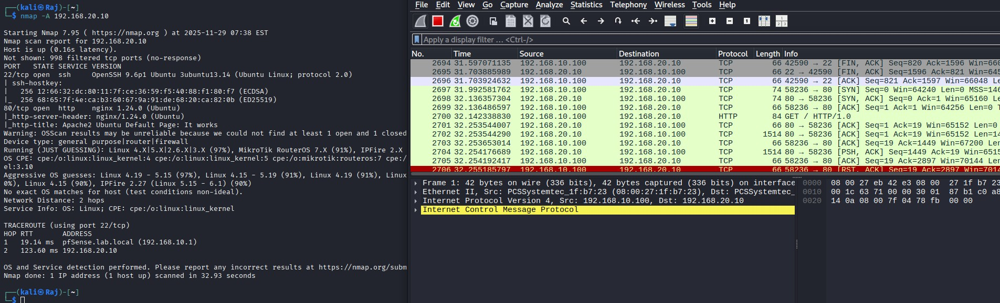 ┌──(kali㉿Raj)-[~]
└─$ nmap -A 192.168.20.10
Starting Nmap 7.95 ( https://nmap.org ) at 2025-11-29 07:38 EST
Nmap scan report for 192.168.20.10
Host is up (0.16s latency).
Not shown: 998 filtered tcp ports (no-response)
PORT   STATE SERVICE VERSION
22/tcp open  ssh     OpenSSH 9.6p1 Ubuntu 3ubuntu13.14 (Ubuntu Linux; protocol 2.0)
| ssh-hostkey:
|   256 12:66:32:dc:80:11:7f:ce:36:59:f5:40:88:f1:80:f7 (ECDSA)
|_  256 68:65:7f:4e:ca:b3:60:67:9a:91:de:68:20:ca:82:0b (ED25519)
80/tcp open  http    nginx 1.24.0 (Ubuntu)
|_http-server-header: nginx/1.24.0 (Ubuntu)
|_http-title: Apache2 Ubuntu Default Page: It works
Warning: OSScan results may be unreliable because we could not find at least 1 open and 1 closed
Device type: general purpose|router|firewall
Running (JUST GUESSING): Linux 4.X|5.X|2.6.X|3.X (97%), MikroTik RouterOS 7.X (91%), IPFire 2.X
OS CPE: cpe:/o:linux:linux_kernel:4 cpe:/o:linux:linux_kernel:5 cpe:/o:mikrotik:routeros:7 cpe:/
el:3.10
Aggressive OS guesses: Linux 4.19 - 5.15 (97%), Linux 4.15 - 5.19 (91%), Linux 4.19 (91%), Linux
0%), Linux 4.15 (90%), IPFire 2.27 (Linux 5.15 - 6.1) (90%)
No exact OS matches for host (test conditions non-ideal).
Network Distance: 2 hops
Service Info: OS: Linux; CPE: cpe:/o:linux:linux_kernel
TRACEROUTE (using port 22/tcp)
HOP RTT       ADDRESS
1   19.14 ms  pfSense.lab.local (192.168.10.1)
2   123.60 ms 192.168.20.10
OS and Service detection performed. Please report any incorrect results at https://nmap.org/subm
Nmap done: 1 IP address (1 host up) scanned in 32.93 seconds
┌──(kali㉿Raj)-[~]
└─$
File Edit View Go Capture Analyze Statistics Telephony Wireless Tools Help
Apply a display filter … <Ctrl-/>
No. Time Source Destination Protocol Length Info
2694 31.597071135 192.168.10.100 192.168.20.10 TCP 66 42590 → 22 [FIN, ACK] Seq=820 Ack=1596 Win=660
2695 31.703885989 192.168.20.10 192.168.10.100 TCP 66 22 → 42590 [FIN, ACK] Seq=1596 Ack=821 Win=645
2696 31.703924632 192.168.10.100 192.168.20.10 TCP 66 42590 → 22 [ACK] Seq=821 Ack=1597 Win=66048 Le
2697 31.992581762 192.168.10.100 192.168.20.10 TCP 74 58236 → 80 [SYN] Seq=0 Win=64240 Len=0 MSS=146
2698 32.136357304 192.168.20.10 192.168.10.100 TCP 74 80 → 58236 [SYN, ACK] Seq=0 Ack=1 Win=65160 Le
2699 32.136486597 192.168.10.100 192.168.20.10 TCP 66 58236 → 80 [ACK] Seq=1 Ack=1 Win=64256 Len=0 T
2700 32.142338830 192.168.10.100 192.168.20.10 HTTP 84 GET / HTTP/1.0
2701 32.253544007 192.168.20.10 192.168.10.100 TCP 66 80 → 58236 [ACK] Seq=1 Ack=19 Win=65152 Len=0
2702 32.253544290 192.168.20.10 192.168.10.100 TCP 1514 80 → 58236 [ACK] Seq=1 Ack=19 Win=65152 Len=14
2703 32.253653014 192.168.10.100 192.168.20.10 TCP 66 58236 → 80 [ACK] Seq=19 Ack=1449 Win=67200 Len
2704 32.254176689 192.168.20.10 192.168.10.100 TCP 1514 80 → 58236 [PSH, ACK] Seq=1449 Ack=19 Win=6515
2705 32.254192417 192.168.10.100 192.168.20.10 TCP 66 58236 → 80 [ACK] Seq=19 Ack=2897 Win=70144 Len
2706 32.255185797 192.168.10.100 192.168.20.10 TCP 66 58236 → 80 [RST, ACK] Seq=19 Ack=2897 Win=7014
Frame 1: 42 bytes on wire (336 bits), 42 bytes captured (336 bits) on interface
Ethernet II, Src: PCSSystemtec_1f:b7:23 (08:00:27:1f:b7:23), Dst: PCSSystemtec_
Internet Protocol Version 4, Src: 192.168.10.100, Dst: 192.168.20.10
Internet Control Message Protocol
0000 08 00 27 eb 42 e3 08 00 27 1f b7 23
0010 00 1c 63 71 00 00 30 01 87 b1 c0 a8
0020 14 0a 08 00 7f 04 78 fb 00 00